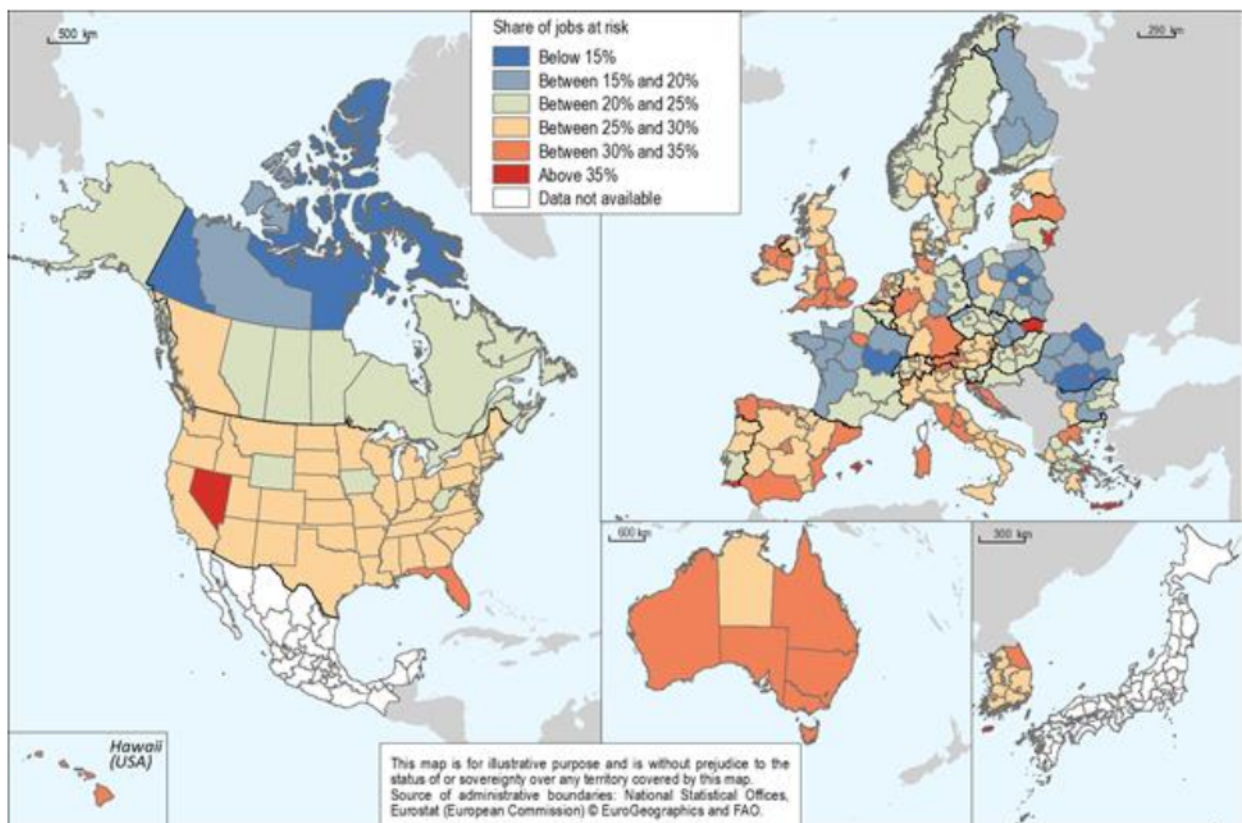 500 km
Share of jobs at risk
Below 15%
Between 15% and 20%
Between 20% and 25%
Between 25% and 30%
Between 30% and 35%
Above 35%
Data not available
250 km
600 km
300 km
Hawaii
(USA)
This map is for illustrative purpose and is without prejudice to the
status of or sovereignty over any territory covered by this map.
Source of administrative boundaries: National Statistical Offices,
Eurostat (European Commission) © EuroGeographics and FAO.